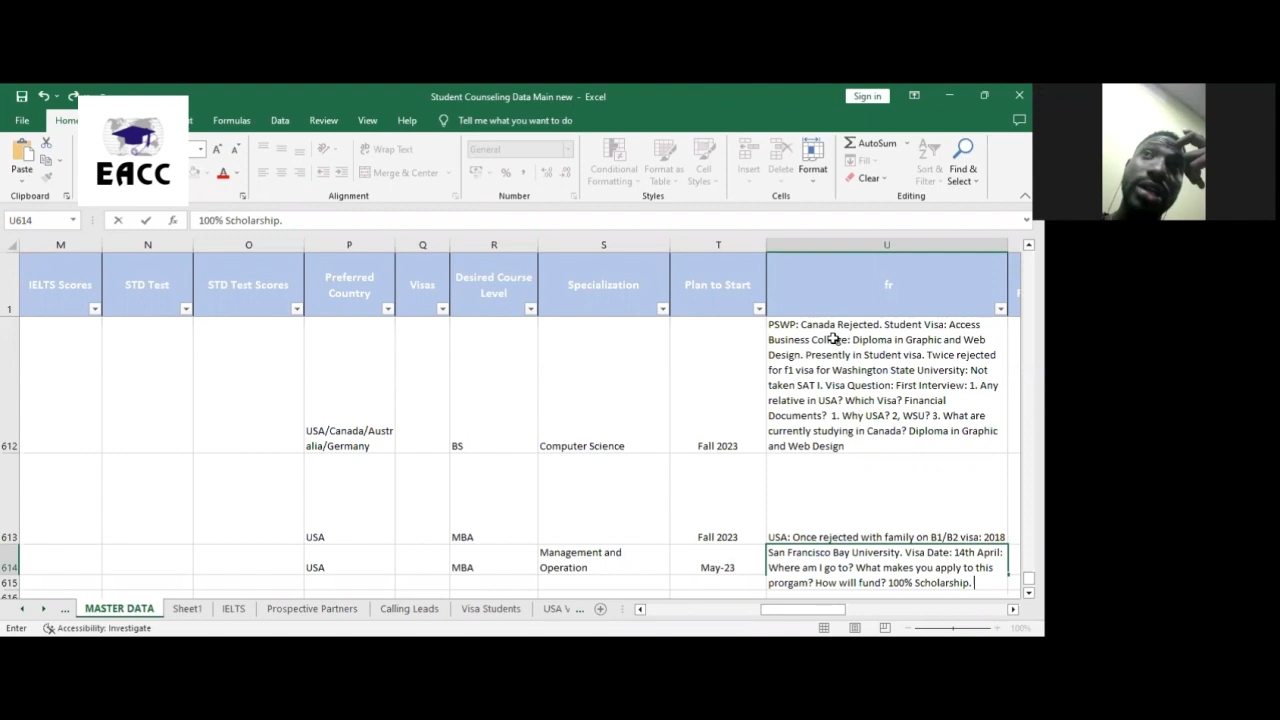 Student Counseling Data Main new - Excel
Sign in
File
Home
Formulas
Data
Review
View
Help
Tell me what you want to do
EACC
Paste
Wrap Text
Merge & Center
General
Conditional Formatting
Format as Table
Cell Styles
Insert
Delete
Format
AutoSum
Fill
Clear
Sort & Filter
Find & Select
Clipboard
Alignment
Number
Styles
Cells
Editing
U614
100% Scholarship.
M N O P Q R S T U
1
IELTS Scores
STD Test
STD Test Scores
Preferred
Country
Visas
Desired Course
Level
Specialization
Plan to Start
fr
612
USA/Canada/Austr
alia/Germany
BS
Computer Science
Fall 2023
PSWP: Canada Rejected. Student Visa: Access
Business College: Diploma in Graphic and Web
Design. Presently in Student visa. Twice rejected
for f1 visa for Washington State University: Not
taken SAT I. Visa Question: First Interview: 1. Any
relative in USA? Which Visa? Financial
Documents? 1. Why USA? 2, WSU? 3. What are
currently studying in Canada? Diploma in Graphic
and Web Design
613
USA
MBA
Fall 2023
USA: Once rejected with family on B1/B2 visa: 2018
614
USA
MBA
Management and
Operation
May-23
San Francisco Bay University. Visa Date: 14th April:
Where am I go to? What makes you apply to this
prorgam? How will fund? 100% Scholarship.
615
... MASTER DATA Sheet1 IELTS Prospective Partners Calling Leads Visa Students USA ...
Enter
Accessibility: Investigate
100%